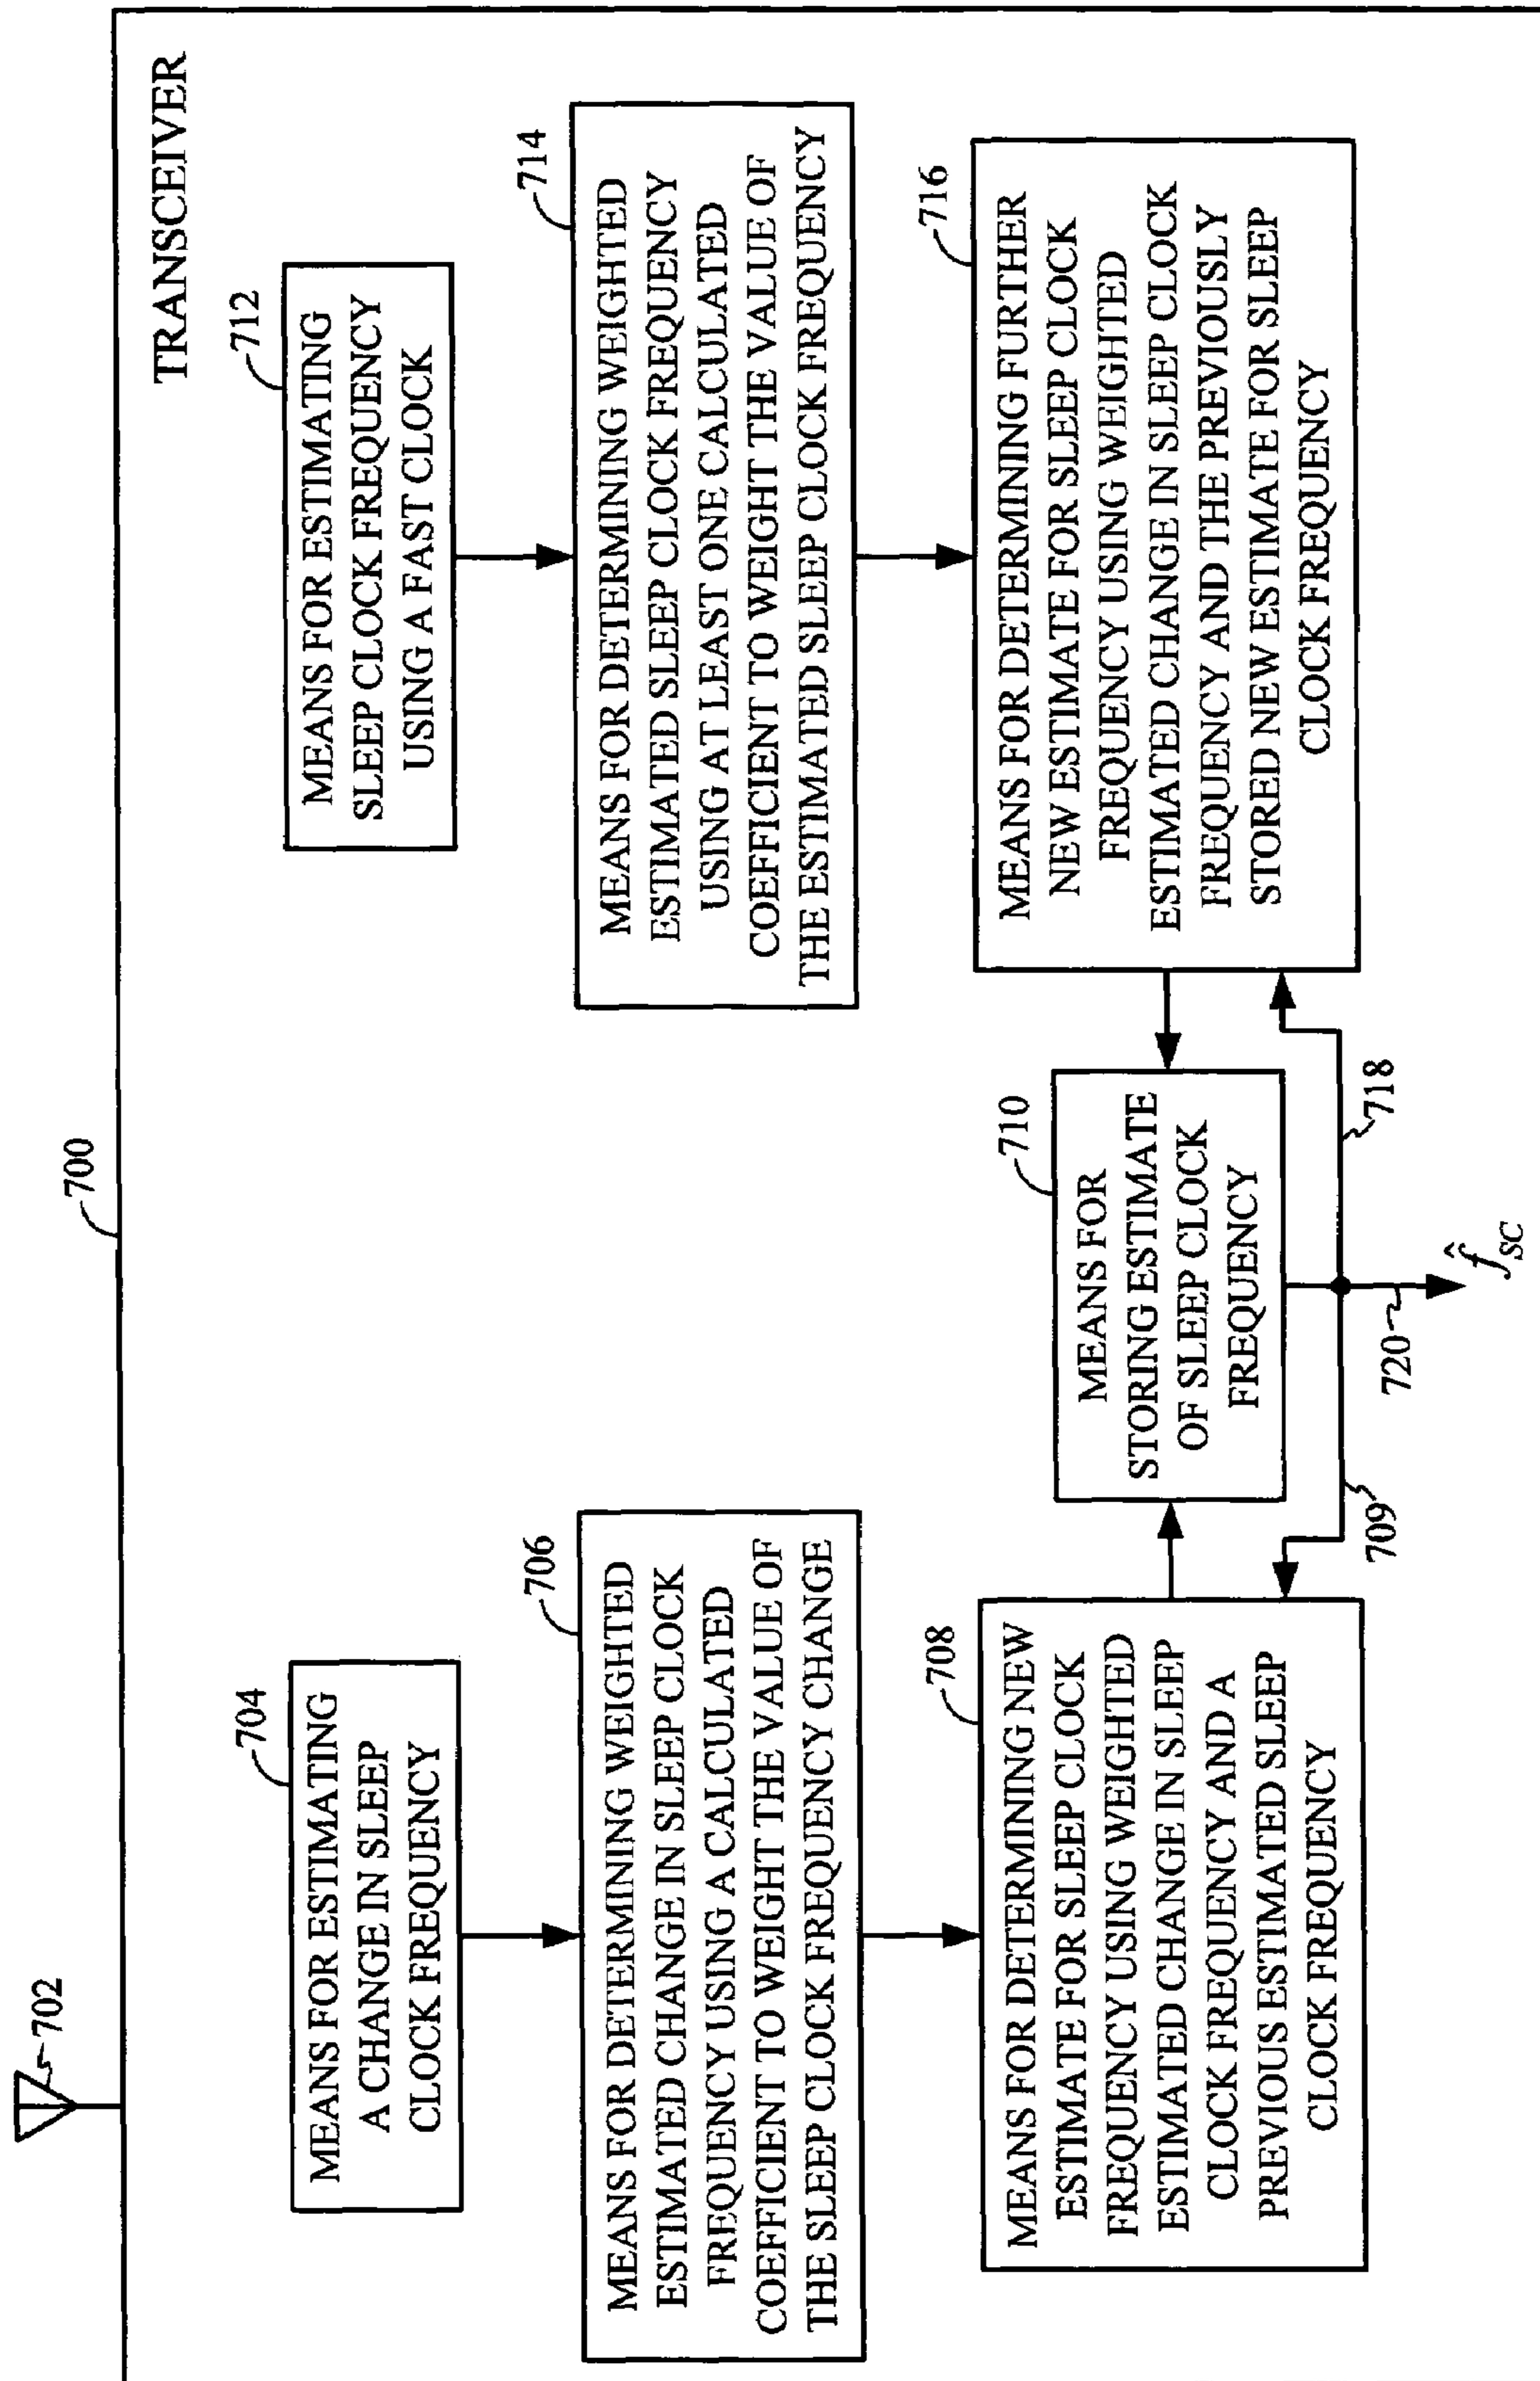 700
702
TRANSCEIVER
704
MEANS FOR ESTIMATING
A CHANGE IN SLEEP
CLOCK FREQUENCY
706
MEANS FOR DETERMINING WEIGHTED
ESTIMATED CHANGE IN SLEEP CLOCK
FREQUENCY USING A CALCULATED
COEFFICIENT TO WEIGHT THE VALUE OF
THE SLEEP CLOCK FREQUENCY CHANGE
708
MEANS FOR DETERMINING NEW
ESTIMATE FOR SLEEP CLOCK
FREQUENCY USING WEIGHTED
ESTIMATED CHANGE IN SLEEP
CLOCK FREQUENCY AND A
PREVIOUS ESTIMATED SLEEP
CLOCK FREQUENCY
709
710
MEANS FOR
STORING ESTIMATE
OF SLEEP CLOCK
FREQUENCY
712
MEANS FOR ESTIMATING
SLEEP CLOCK FREQUENCY
USING A FAST CLOCK
714
MEANS FOR DETERMINING WEIGHTED
ESTIMATED SLEEP CLOCK FREQUENCY
USING AT LEAST ONE CALCULATED
COEFFICIENT TO WEIGHT THE VALUE OF
THE ESTIMATED SLEEP CLOCK FREQUENCY
716
MEANS FOR DETERMINING FURTHER
NEW ESTIMATE FOR SLEEP CLOCK
FREQUENCY USING WEIGHTED
ESTIMATED CHANGE IN SLEEP CLOCK
FREQUENCY AND THE PREVIOUSLY
STORED NEW ESTIMATE FOR SLEEP
CLOCK FREQUENCY
718
720
f̂SC